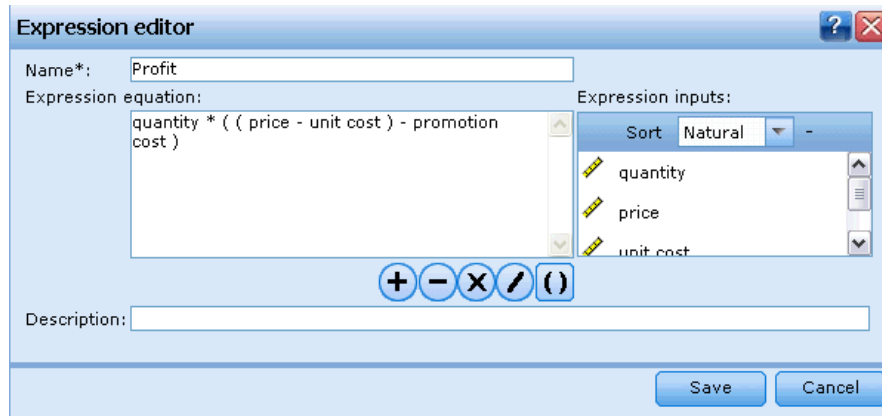 Expression editor
?
Name*:
Profit
Expression equation:
Expression inputs:
quantity * ( ( price - unit cost ) - promotion
cost )
Sort Natural -
quantity
price
unit cost
+ - x / ( )
Description:
Save Cancel